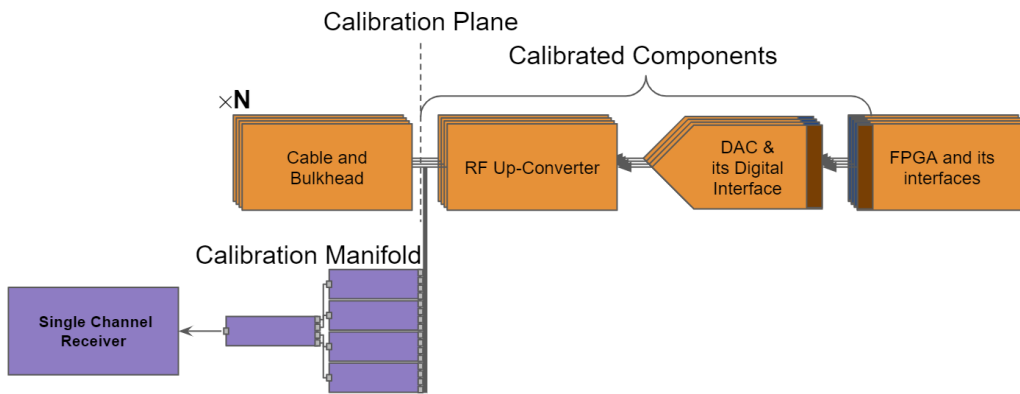 Calibration Plane
Calibrated Components
×N
Cable and
Bulkhead
RF Up-Converter
DAC &
its Digital
Interface
FPGA and its
interfaces
Calibration Manifold
Single Channel
Receiver